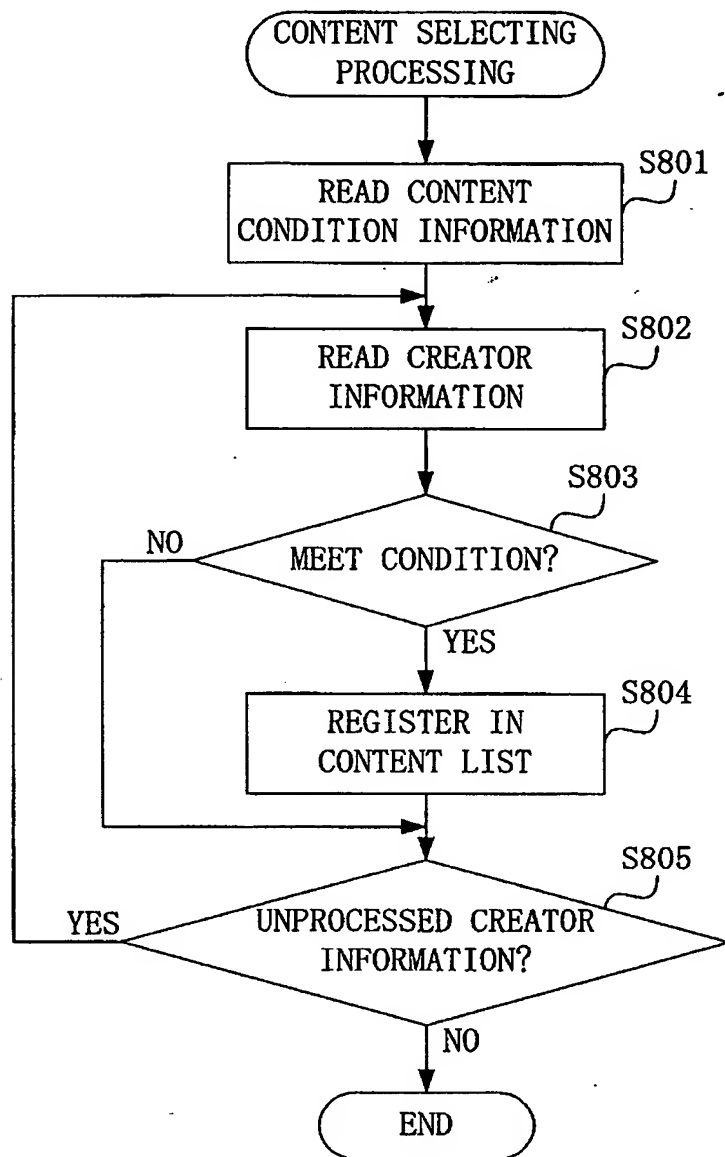 CONTENT SELECTING
PROCESSING
S801
READ CONTENT
CONDITION INFORMATION
S802
READ CREATOR
INFORMATION
S803
NO
MEET CONDITION?
YES
S804
REGISTER IN
CONTENT LIST
S805
YES
UNPROCESSED CREATOR
INFORMATION?
NO
END